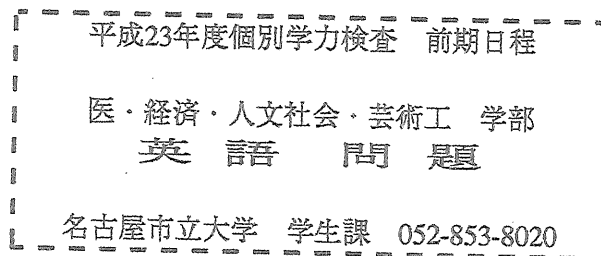 平成23年度個別学力検査　前期日程
医・経済・人文社会・芸術工　学部
英　語　問　題
名古屋市立大学　学生課　052-853-8020